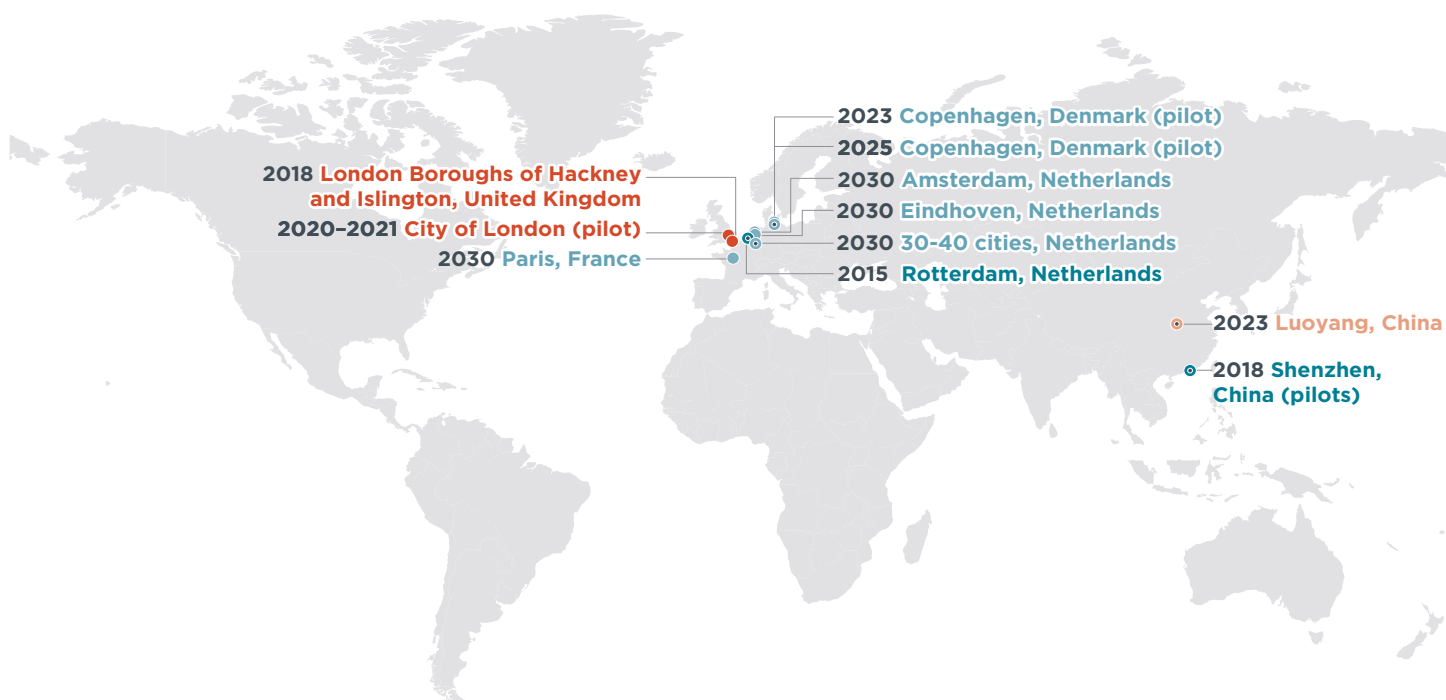 2018 London Boroughs of Hackney
and Islington, United Kingdom
2020–2021 City of London (pilot)
2030 Paris, France
2023 Copenhagen, Denmark (pilot)
2025 Copenhagen, Denmark (pilot)
2030 Amsterdam, Netherlands
2030 Eindhoven, Netherlands
2030 30-40 cities, Netherlands
2015 Rotterdam, Netherlands
2023 Luoyang, China
2018 Shenzhen,
China (pilots)